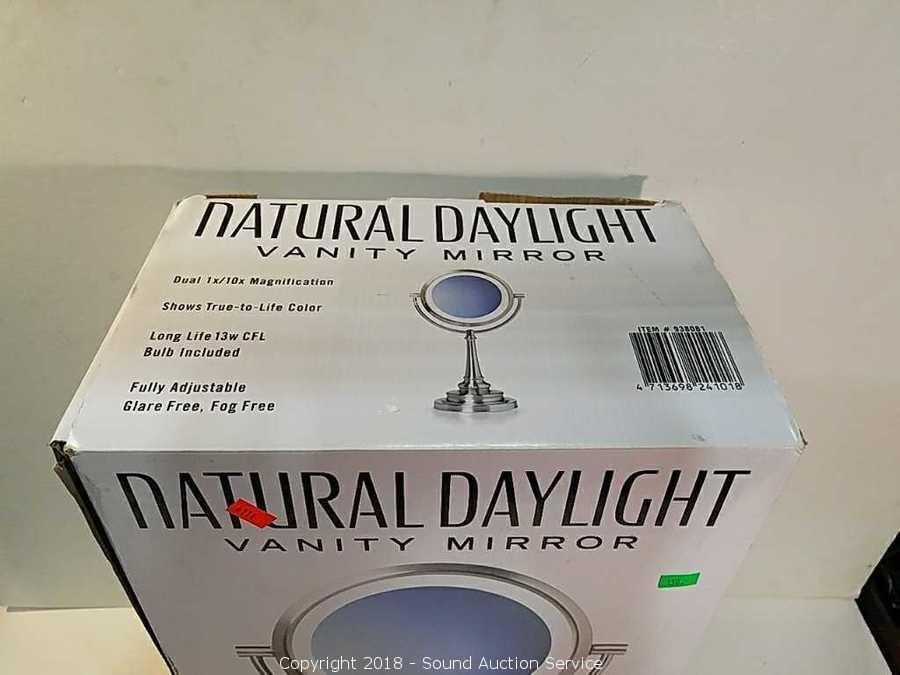 NATURAL DAYLIGHT
VANITY MIRROR
Dual 1x/10x Magnification
Shows True-to-Life Color
Long Life 13w CFL
Bulb Included
Fully Adjustable
Glare Free, Fog Free
ITEM # 938081
4 713698 241018
NATURAL DAYLIGHT
VANITY MIRROR
Copyright 2018 - Sound Auction Service